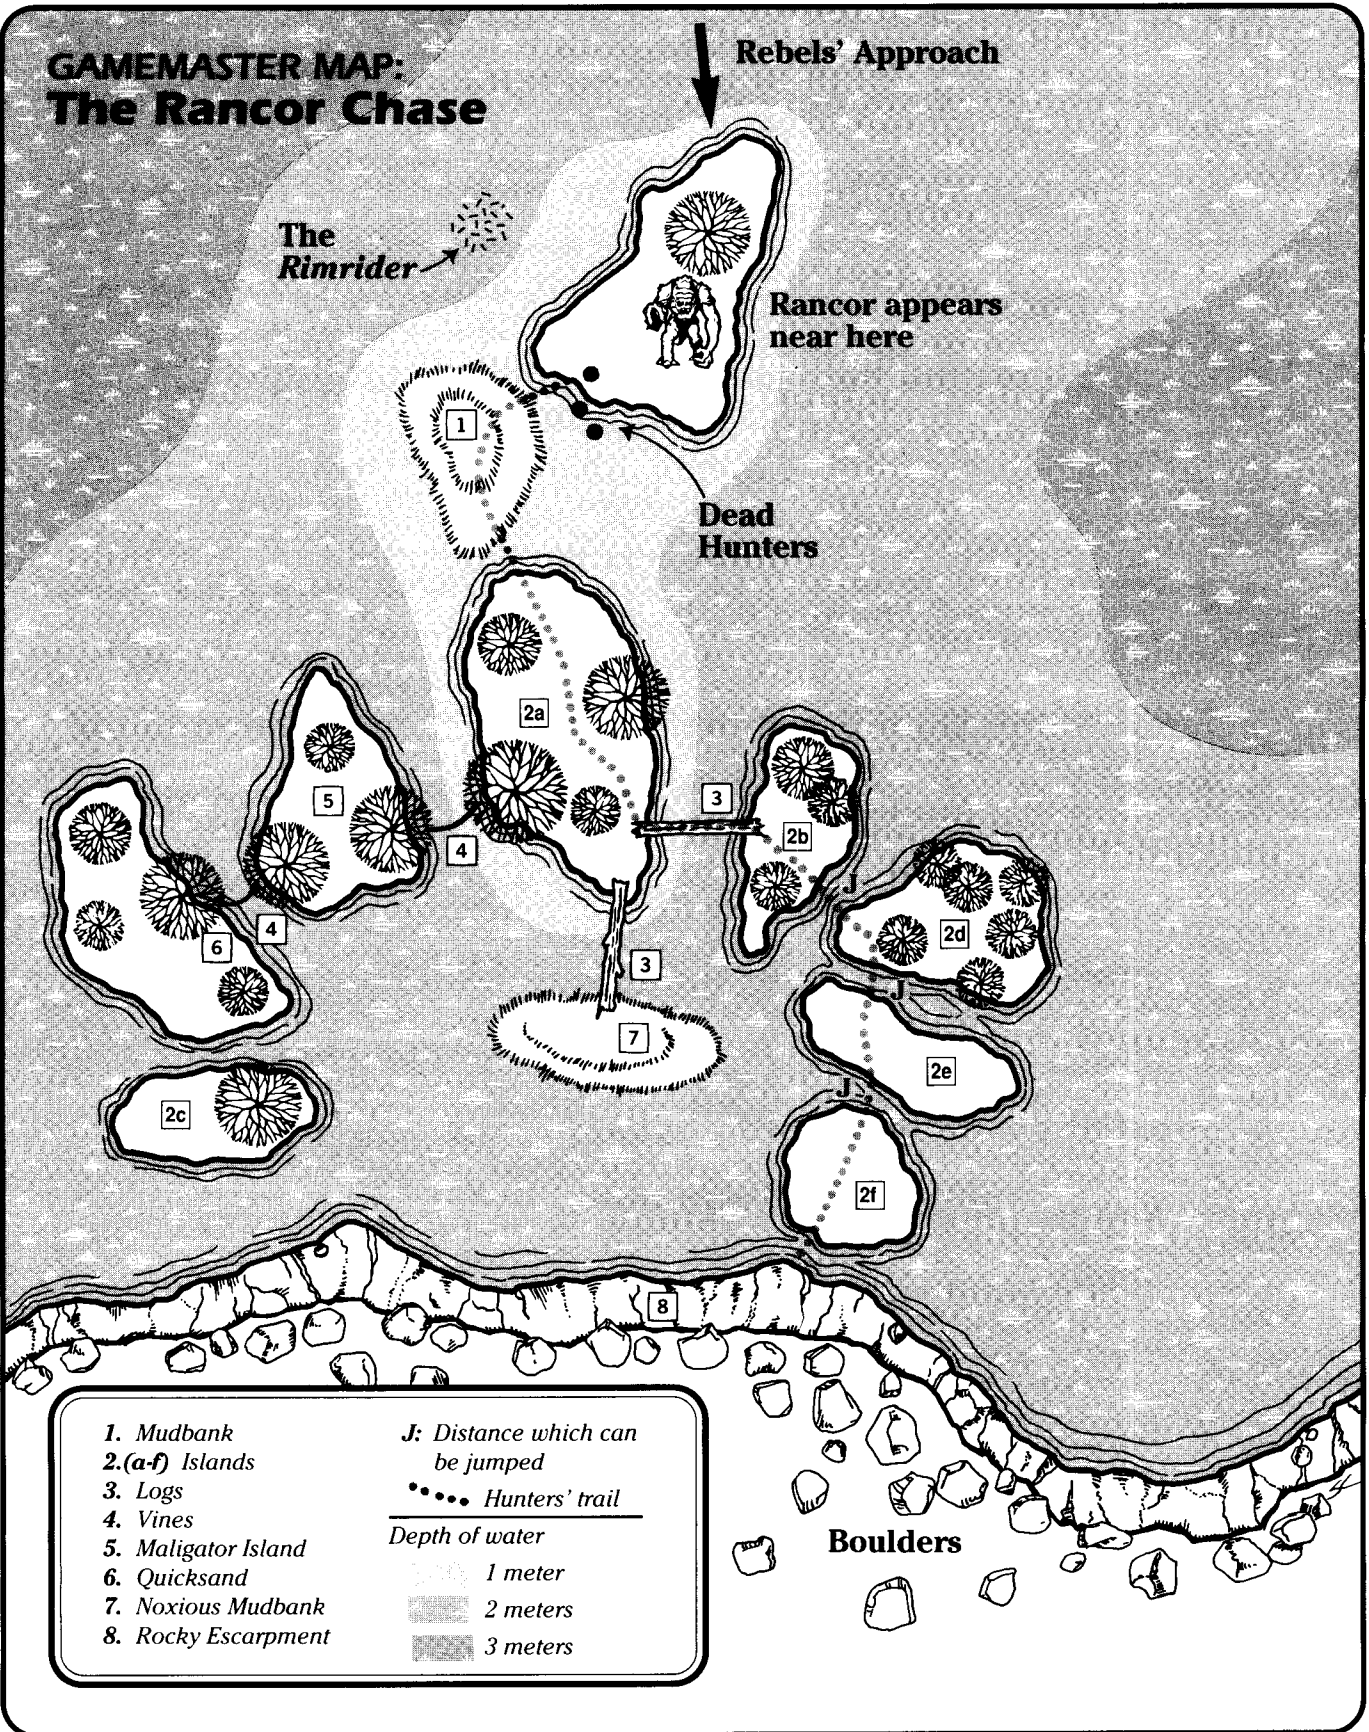 GAMEMASTER MAP:
The Rancor Chase
Rebels' Approach
The
Rimrider
Rancor appears
near here
1
Dead
Hunters
2a
5
3
4
2b
J
4
6
2d
3
J
7
2e
J
2c
2f
8
1. Mudbank
2.(a-f) Islands
3. Logs
4. Vines
5. Maligator Island
6. Quicksand
7. Noxious Mudbank
8. Rocky Escarpment
J: Distance which can
be jumped
Hunters' trail
Depth of water
1 meter
2 meters
3 meters
Boulders